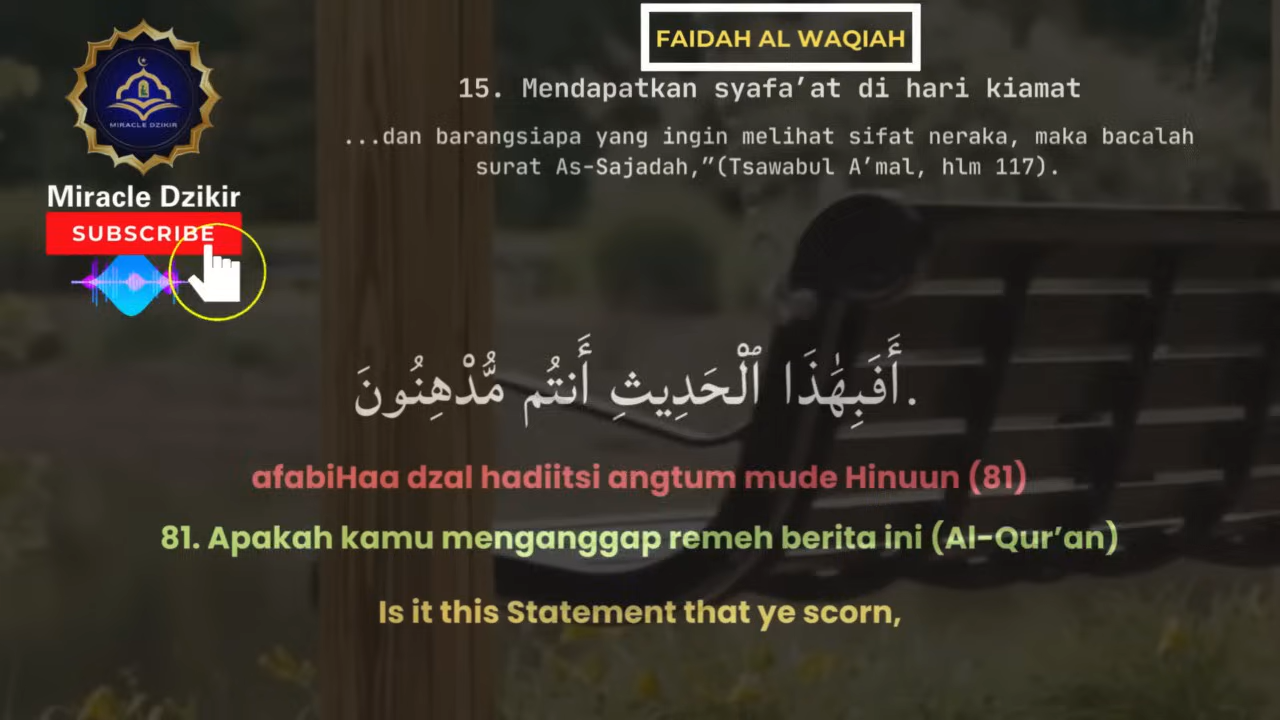 FAIDAH AL WAQIAH
15. Mendapatkan syafa’at di hari kiamat
...dan barangsiapa yang ingin melihat sifat neraka, maka bacalah
surat As-Sajadah,”(Tsawabul A’mal, hlm 117).
MIRACLE DZIKIR
Miracle Dzikir
SUBSCRIBE
أَفَبِهَٰذَا ٱلْحَدِيثِ أَنتُم مُّدْهِنُونَ.
afabiHaa dzal hadiitsi angtum mude Hinuun (81)
81. Apakah kamu menganggap remeh berita ini (Al-Qur’an)
Is it this Statement that ye scorn,